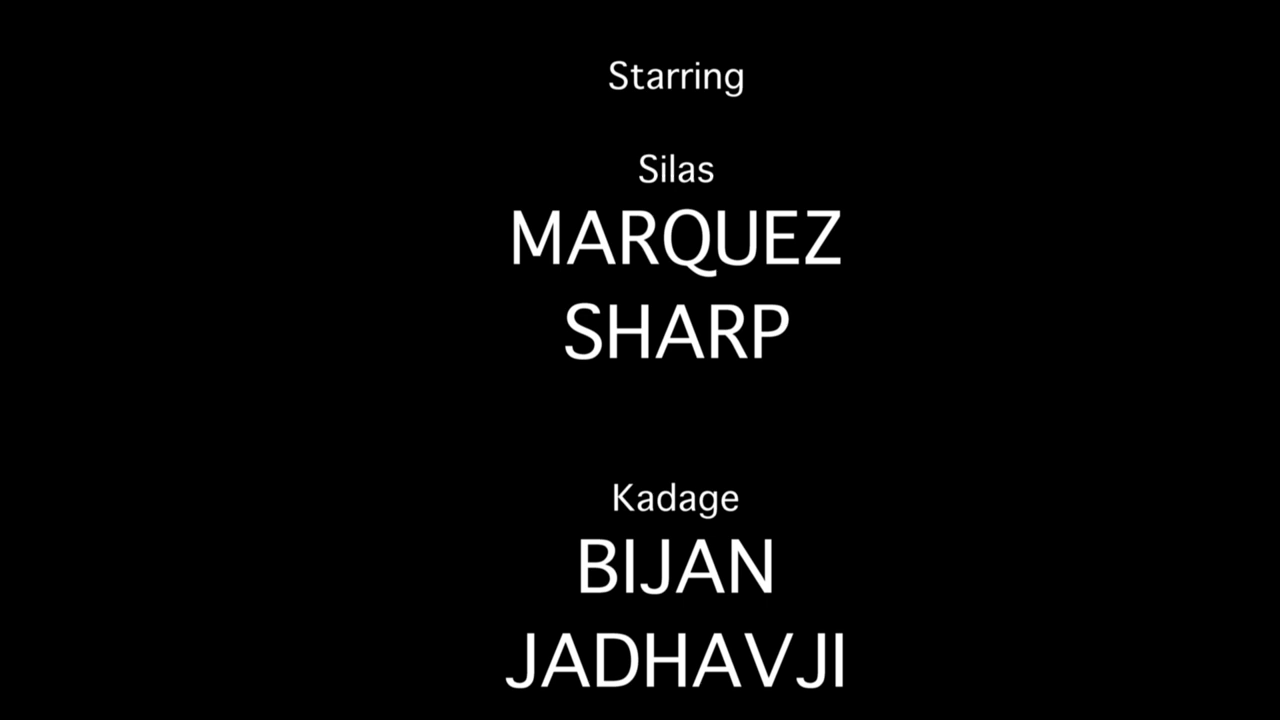 Starring
Silas
MARQUEZ
SHARP
Kadage
BIJAN
JADHAVJI